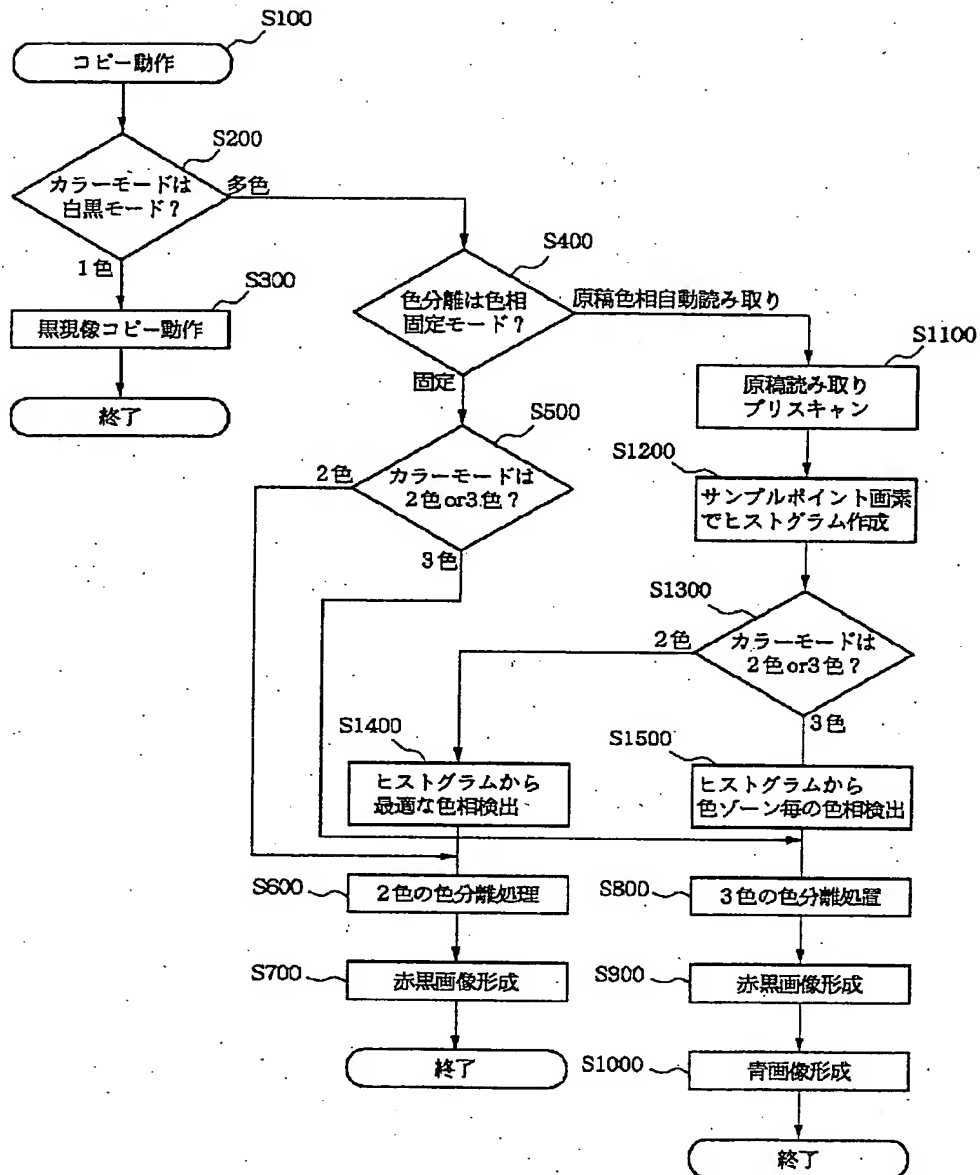 S100
コピー動作
S200
カラーモードは
白黒モード？
多色
1色
S300
黒現像コピー動作
終了
S400
色分離は色相
固定モード？
原稿色相自動読み取り
固定
S500
カラーモードは
2色or3色？
2色
3色
S1100
原稿読み取り
プリスキャン
S1200
サンプルポイント画素
でヒストグラム作成
S1300
カラーモードは
2色or3色？
2色
3色
S1400
ヒストグラムから
最適な色相検出
S1500
ヒストグラムから
色ゾーン毎の色相検出
S600
2色の色分離処理
S700
赤黒画像形成
終了
S800
3色の色分離処置
S900
赤黒画像形成
S1000
青画像形成
終了